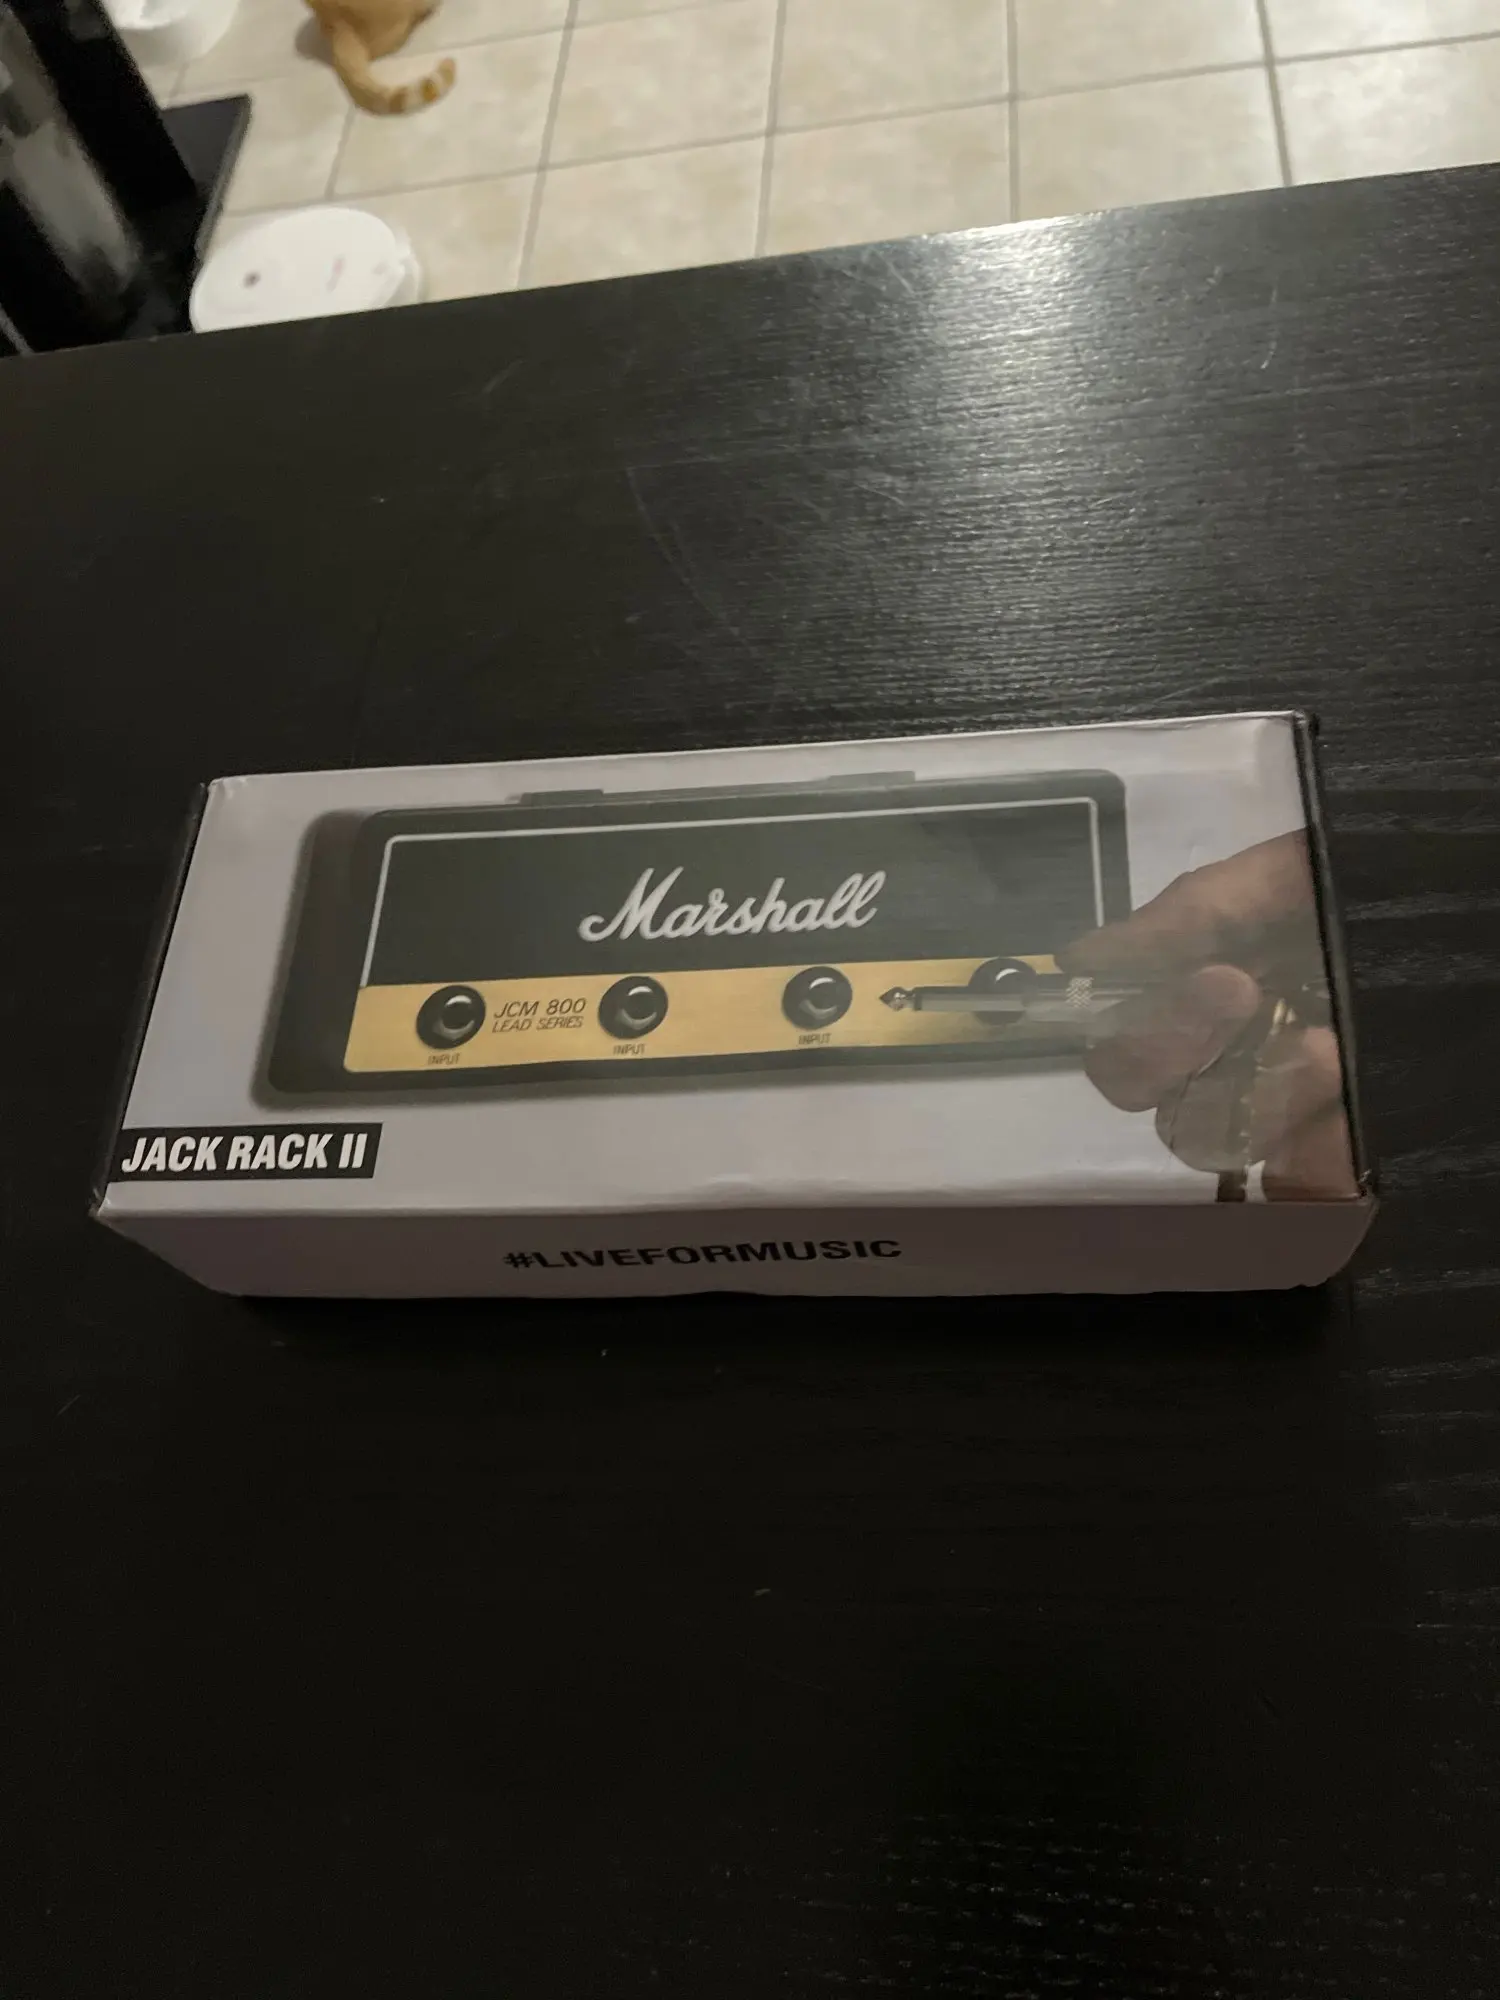 Marshall
JCM 800
LEAD SERIES
INPUT
INPUT
INPUT
JACK RACK II
#LIVEFORMUSIC